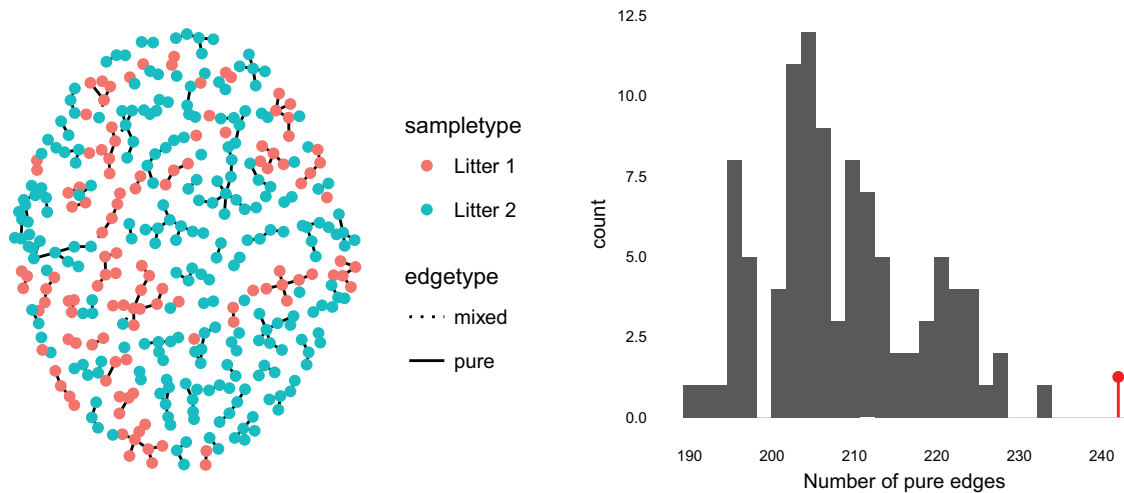 sampletype
Litter 1
Litter 2
edgetype
mixed
pure
12.5
10.0
7.5
5.0
2.5
0.0
count
190 200 210 220 230 240
Number of pure edges